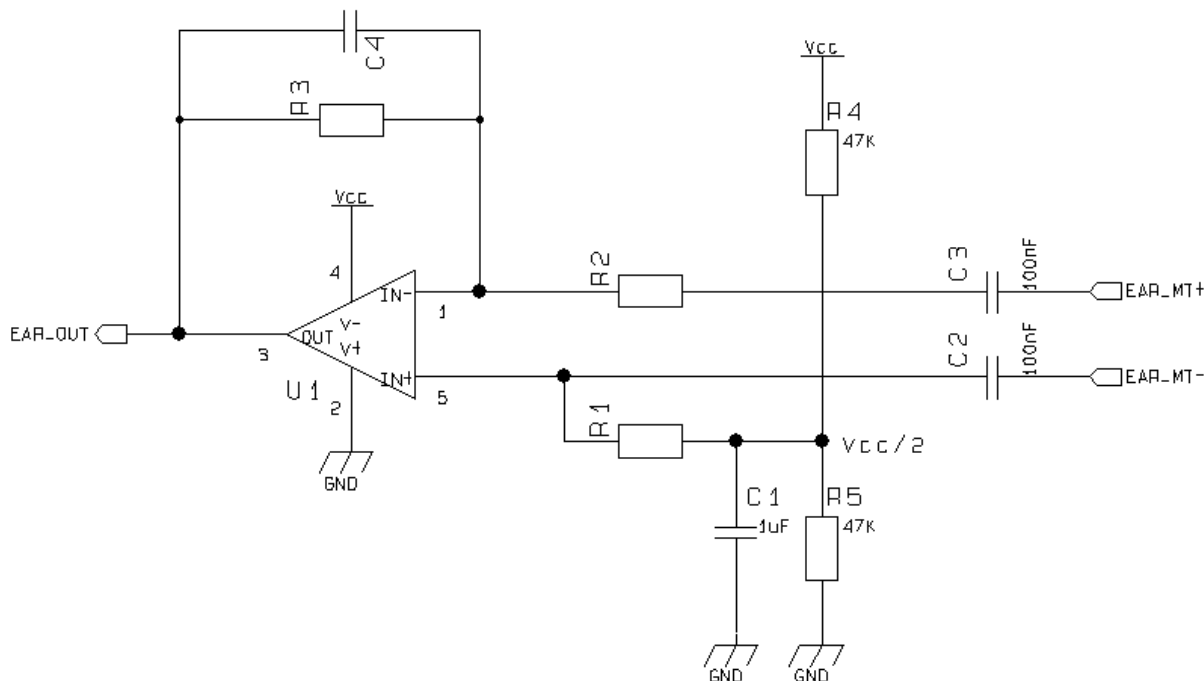 C4
R3
Vcc
R4
47K
Vcc
4
IN-
1
R2
C3
100nF
EAR_MT+
EAR_OUT
3
OUT
V-
V+
U1
2
IN+
5
C2
100nF
EAR_MT-
R1
Vcc/2
GND
C1
1uF
R5
47K
GND
GND